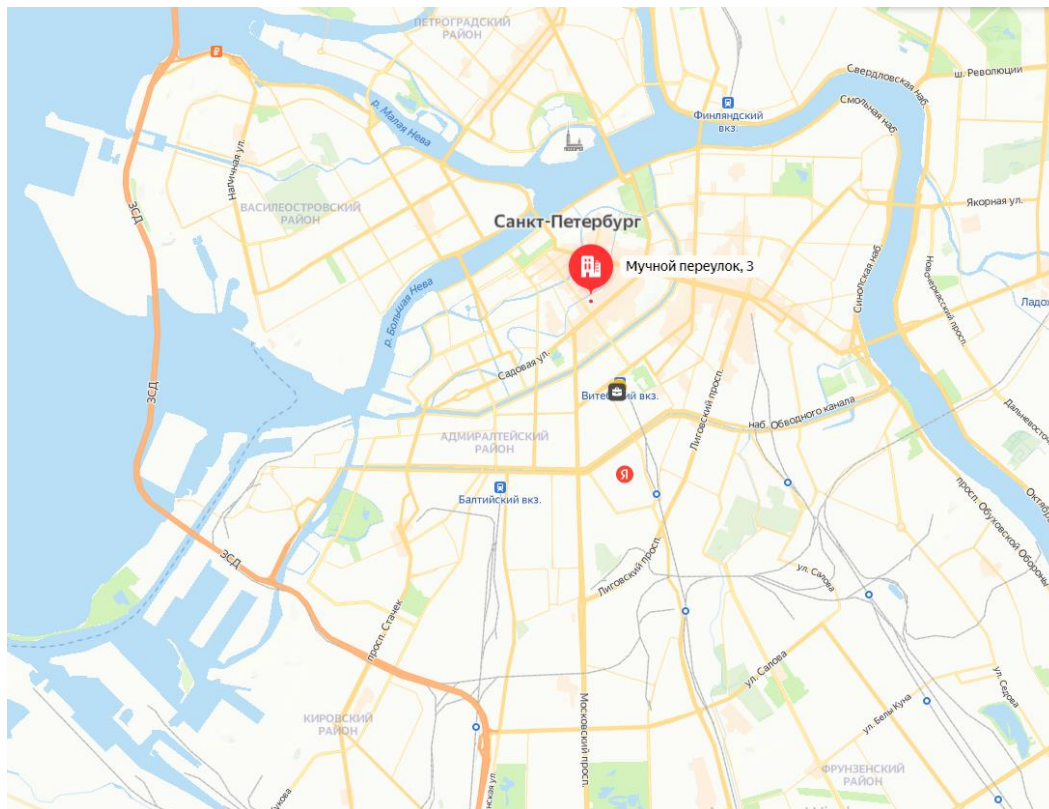 ПЕТРОГРАДСКИЙ
РАЙОН
Свердловская наб.
ш. Революции
Смольная наб.
Финляндский
вкз.
р. Малая Нева
Наличная ул.
ВАСИЛЕОСТРОВСКИЙ
РАЙОН
ЗСД
Якорная ул.
Санкт-Петербург
Мучной переулок, 3
р. Большая Нева
Синопская наб.
Новочеркасский просп.
Садовая ул.
ЗСД
Витебский вкз.
Лиговский просп.
наб. Обводного канала
Дальневосточ
АДМИРАЛТЕЙСКИЙ
РАЙОН
Я
Балтийский вкз.
просп. Обуховской Обороны
Октябрь
ЗСД
Лиговский просп.
ул. Салова
просп. Стачек
ул. Салова
ул. Седова
Московский просп.
ул. Белы Куна
КИРОВСКИЙ
РАЙОН
ФРУНЗЕНСКИЙ
РАЙОН